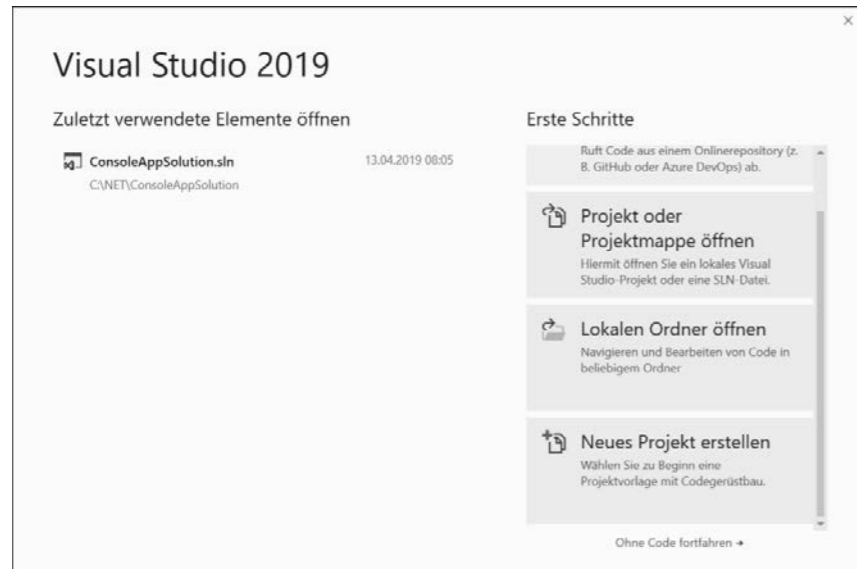 Visual Studio 2019
Zuletzt verwendete Elemente öffnen
ConsoleAppSolution.sln 13.04.2019 08:05
C:\NET\ConsoleAppSolution
Erste Schritte
Ruft Code aus einem Onlinerepository (z.
B. GitHub oder Azure DevOps) ab.
Projekt oder
Projektmappe öffnen
Hiermit öffnen Sie ein lokales Visual
Studio-Projekt oder eine SLN-Datei.
Lokalen Ordner öffnen
Navigieren und Bearbeiten von Code in
beliebigem Ordner
Neues Projekt erstellen
Wählen Sie zu Beginn eine
Projektvorlage mit Codegerüstbau.
Ohne Code fortfahren →